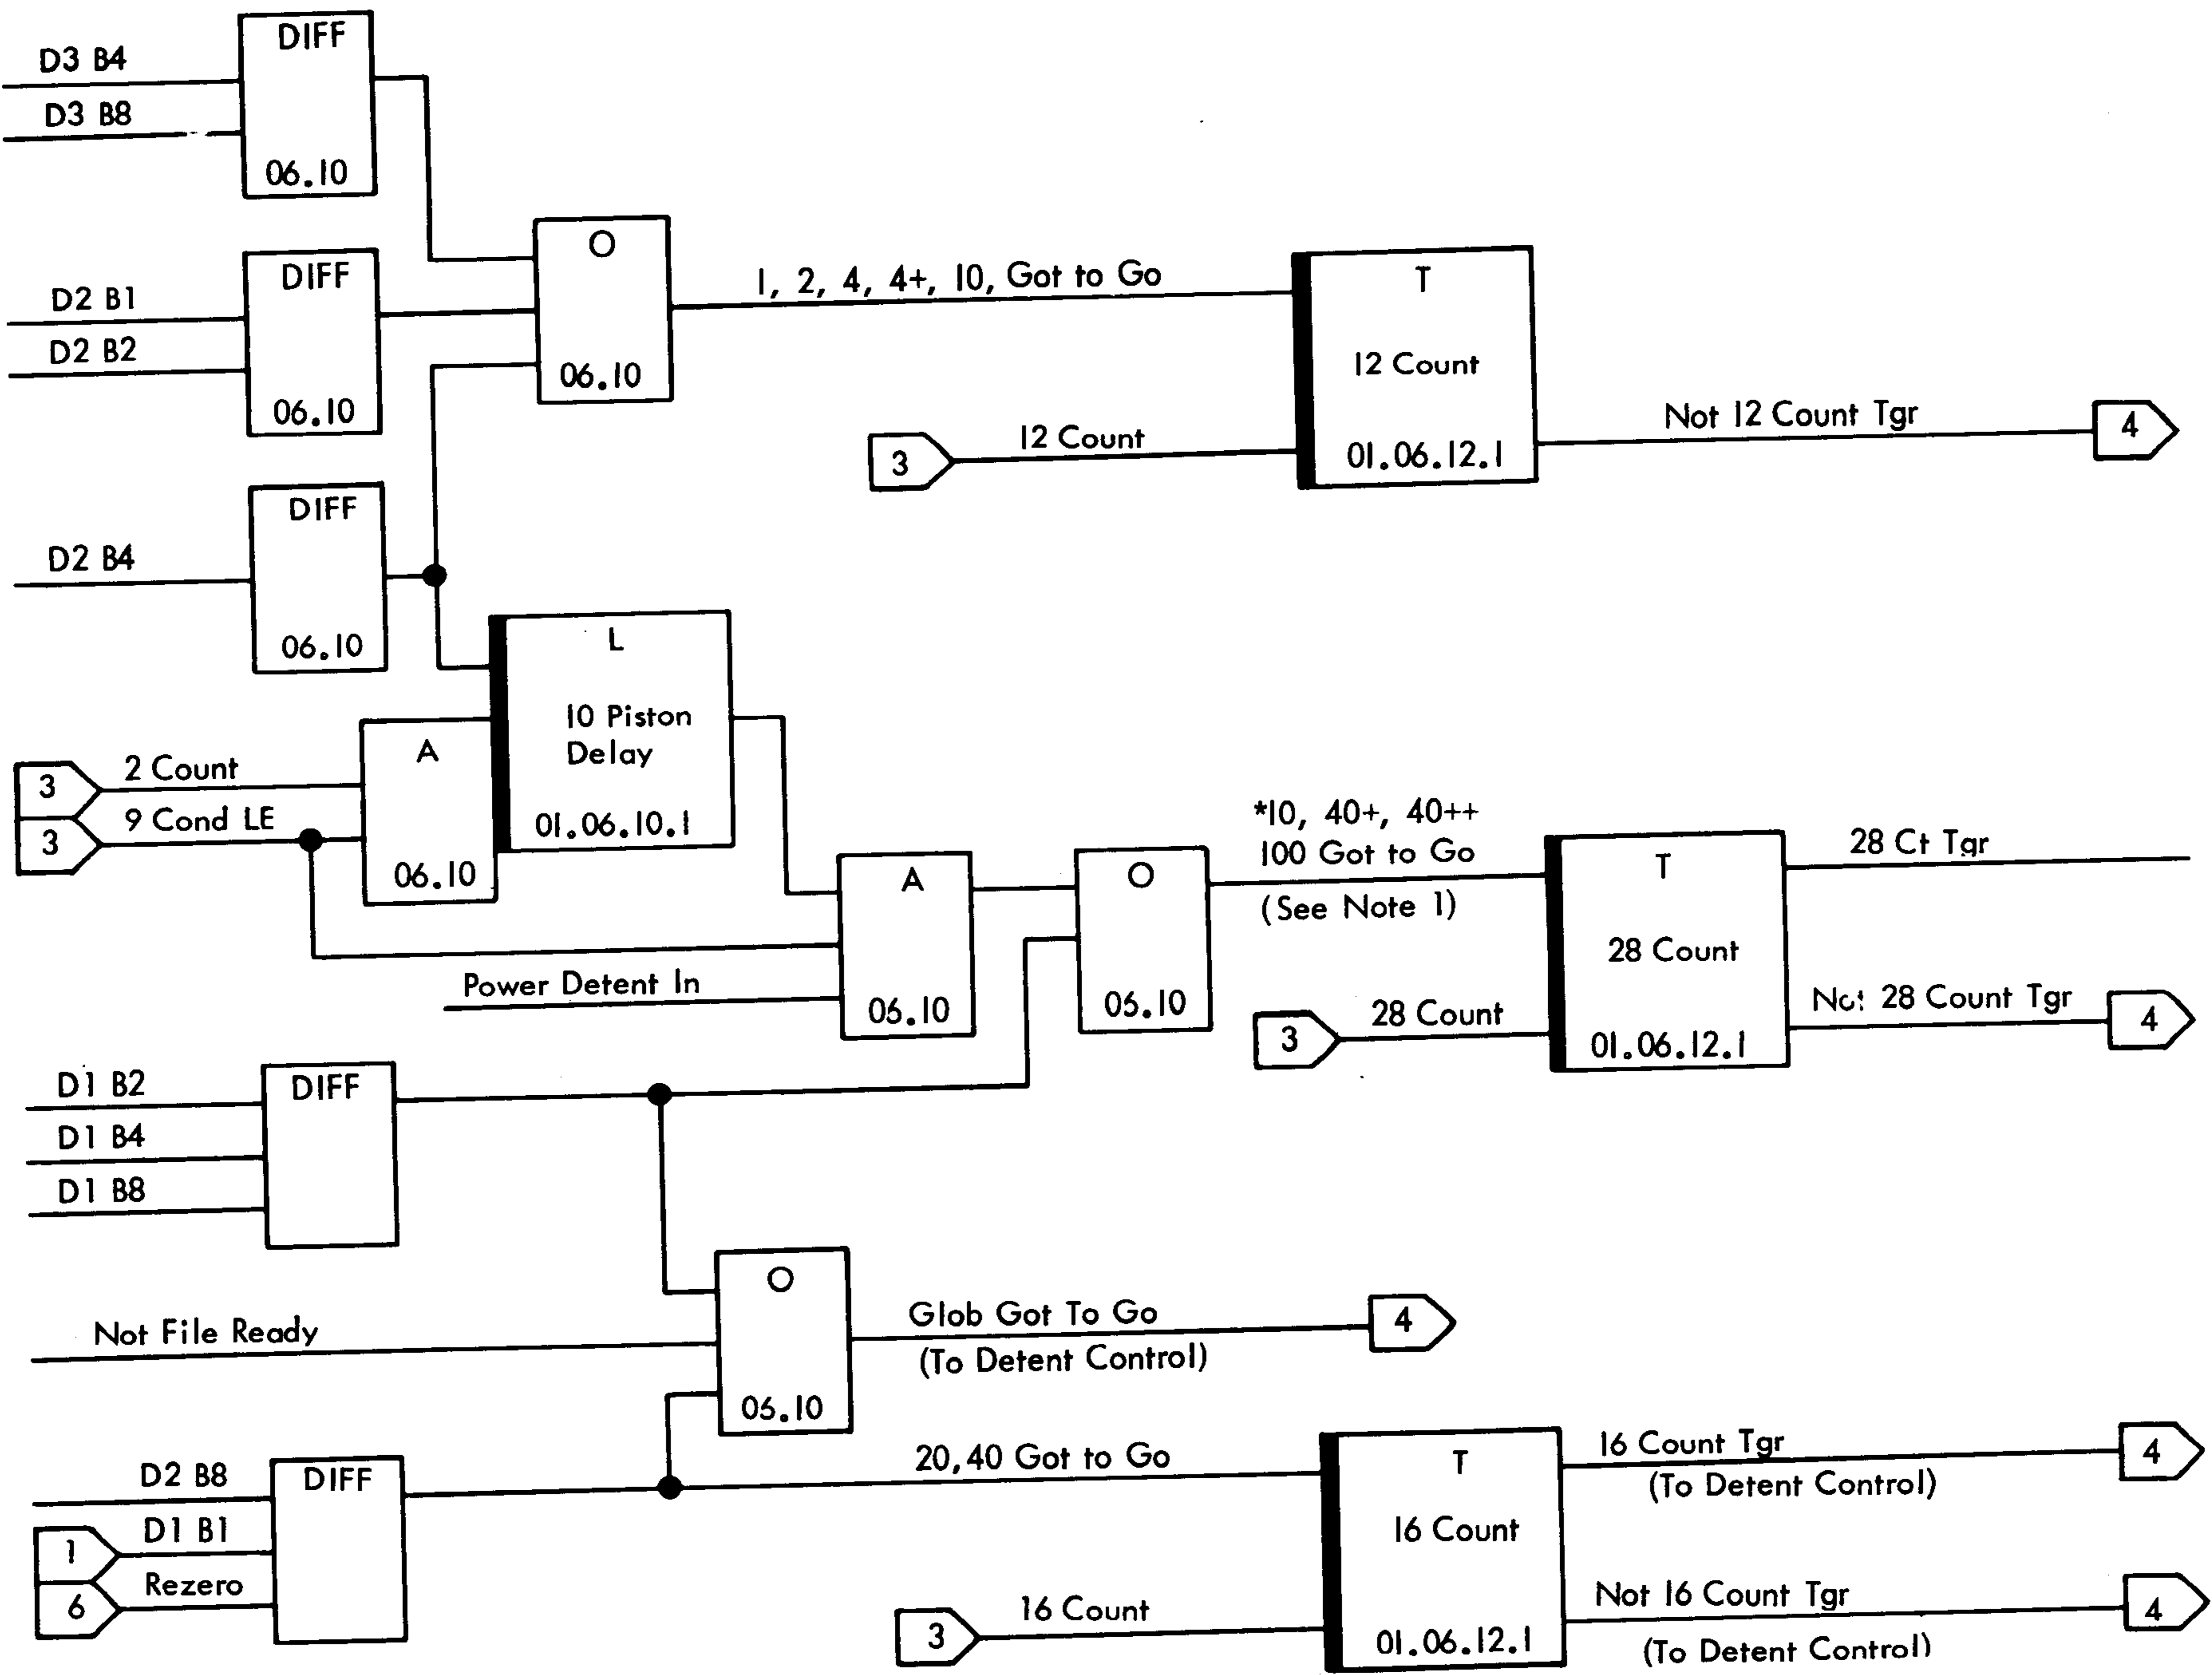 DIFF
D3 B4
D3 B8
06.10
DIFF
D2 B1
D2 B2
06.10
O
06.10
1, 2, 4, 4+, 10, Got to Go
T
12 Count
01.06.12.1
3
12 Count
Not 12 Count Tgr
4
DIFF
D2 B4
06.10
L
10 Piston
Delay
01.06.10.1
3
2 Count
3
9 Cond LE
A
06.10
Power Detent In
A
06.10
O
06.10
*10, 40+, 40++
100 Got to Go
(See Note 1)
3
28 Count
T
28 Count
01.06.12.1
28 Ct Tgr
Not 28 Count Tgr
4
DIFF
D1 B2
D1 B4
D1 B8
Not File Ready
O
06.10
Glob Got To Go
(To Detent Control)
4
DIFF
D2 B8
1
D1 B1
6
Rezero
20,40 Got to Go
3
16 Count
T
16 Count
01.06.12.1
16 Count Tgr
(To Detent Control)
4
Not 16 Count Tgr
(To Detent Control)
4